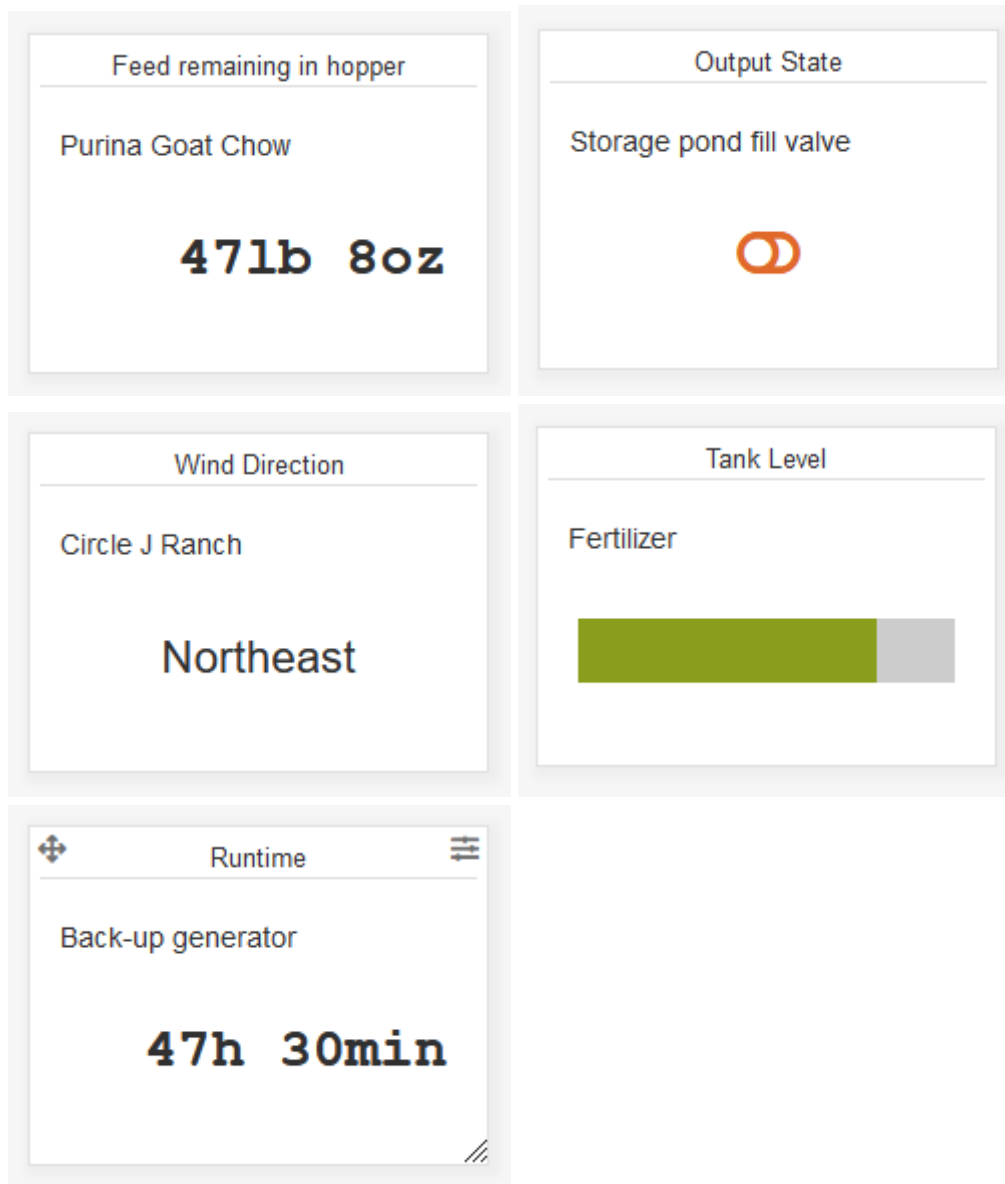 Feed remaining in hopper
Purina Goat Chow
47lb 8oz
Output State
Storage pond fill valve
Wind Direction
Circle J Ranch
Northeast
Tank Level
Fertilizer
Runtime
Back-up generator
47h 30min